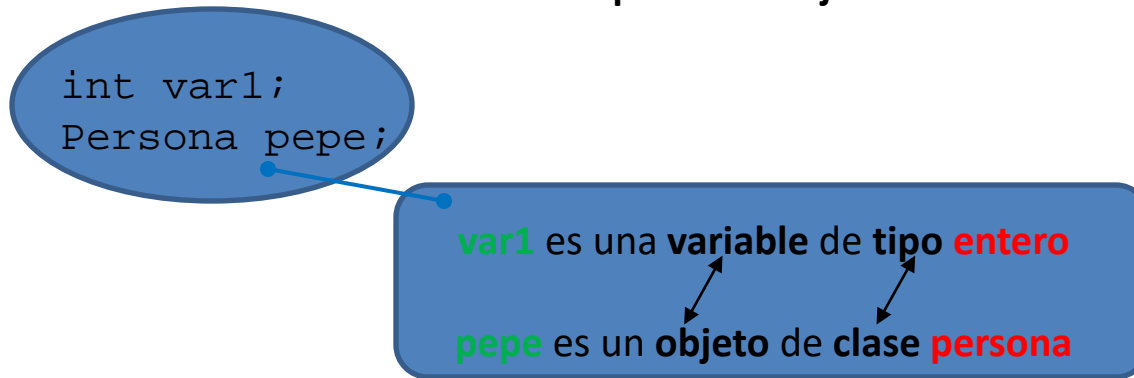 int var1;
Persona pepe;
var1 es una variable de tipo entero
pepe es un objeto de clase persona